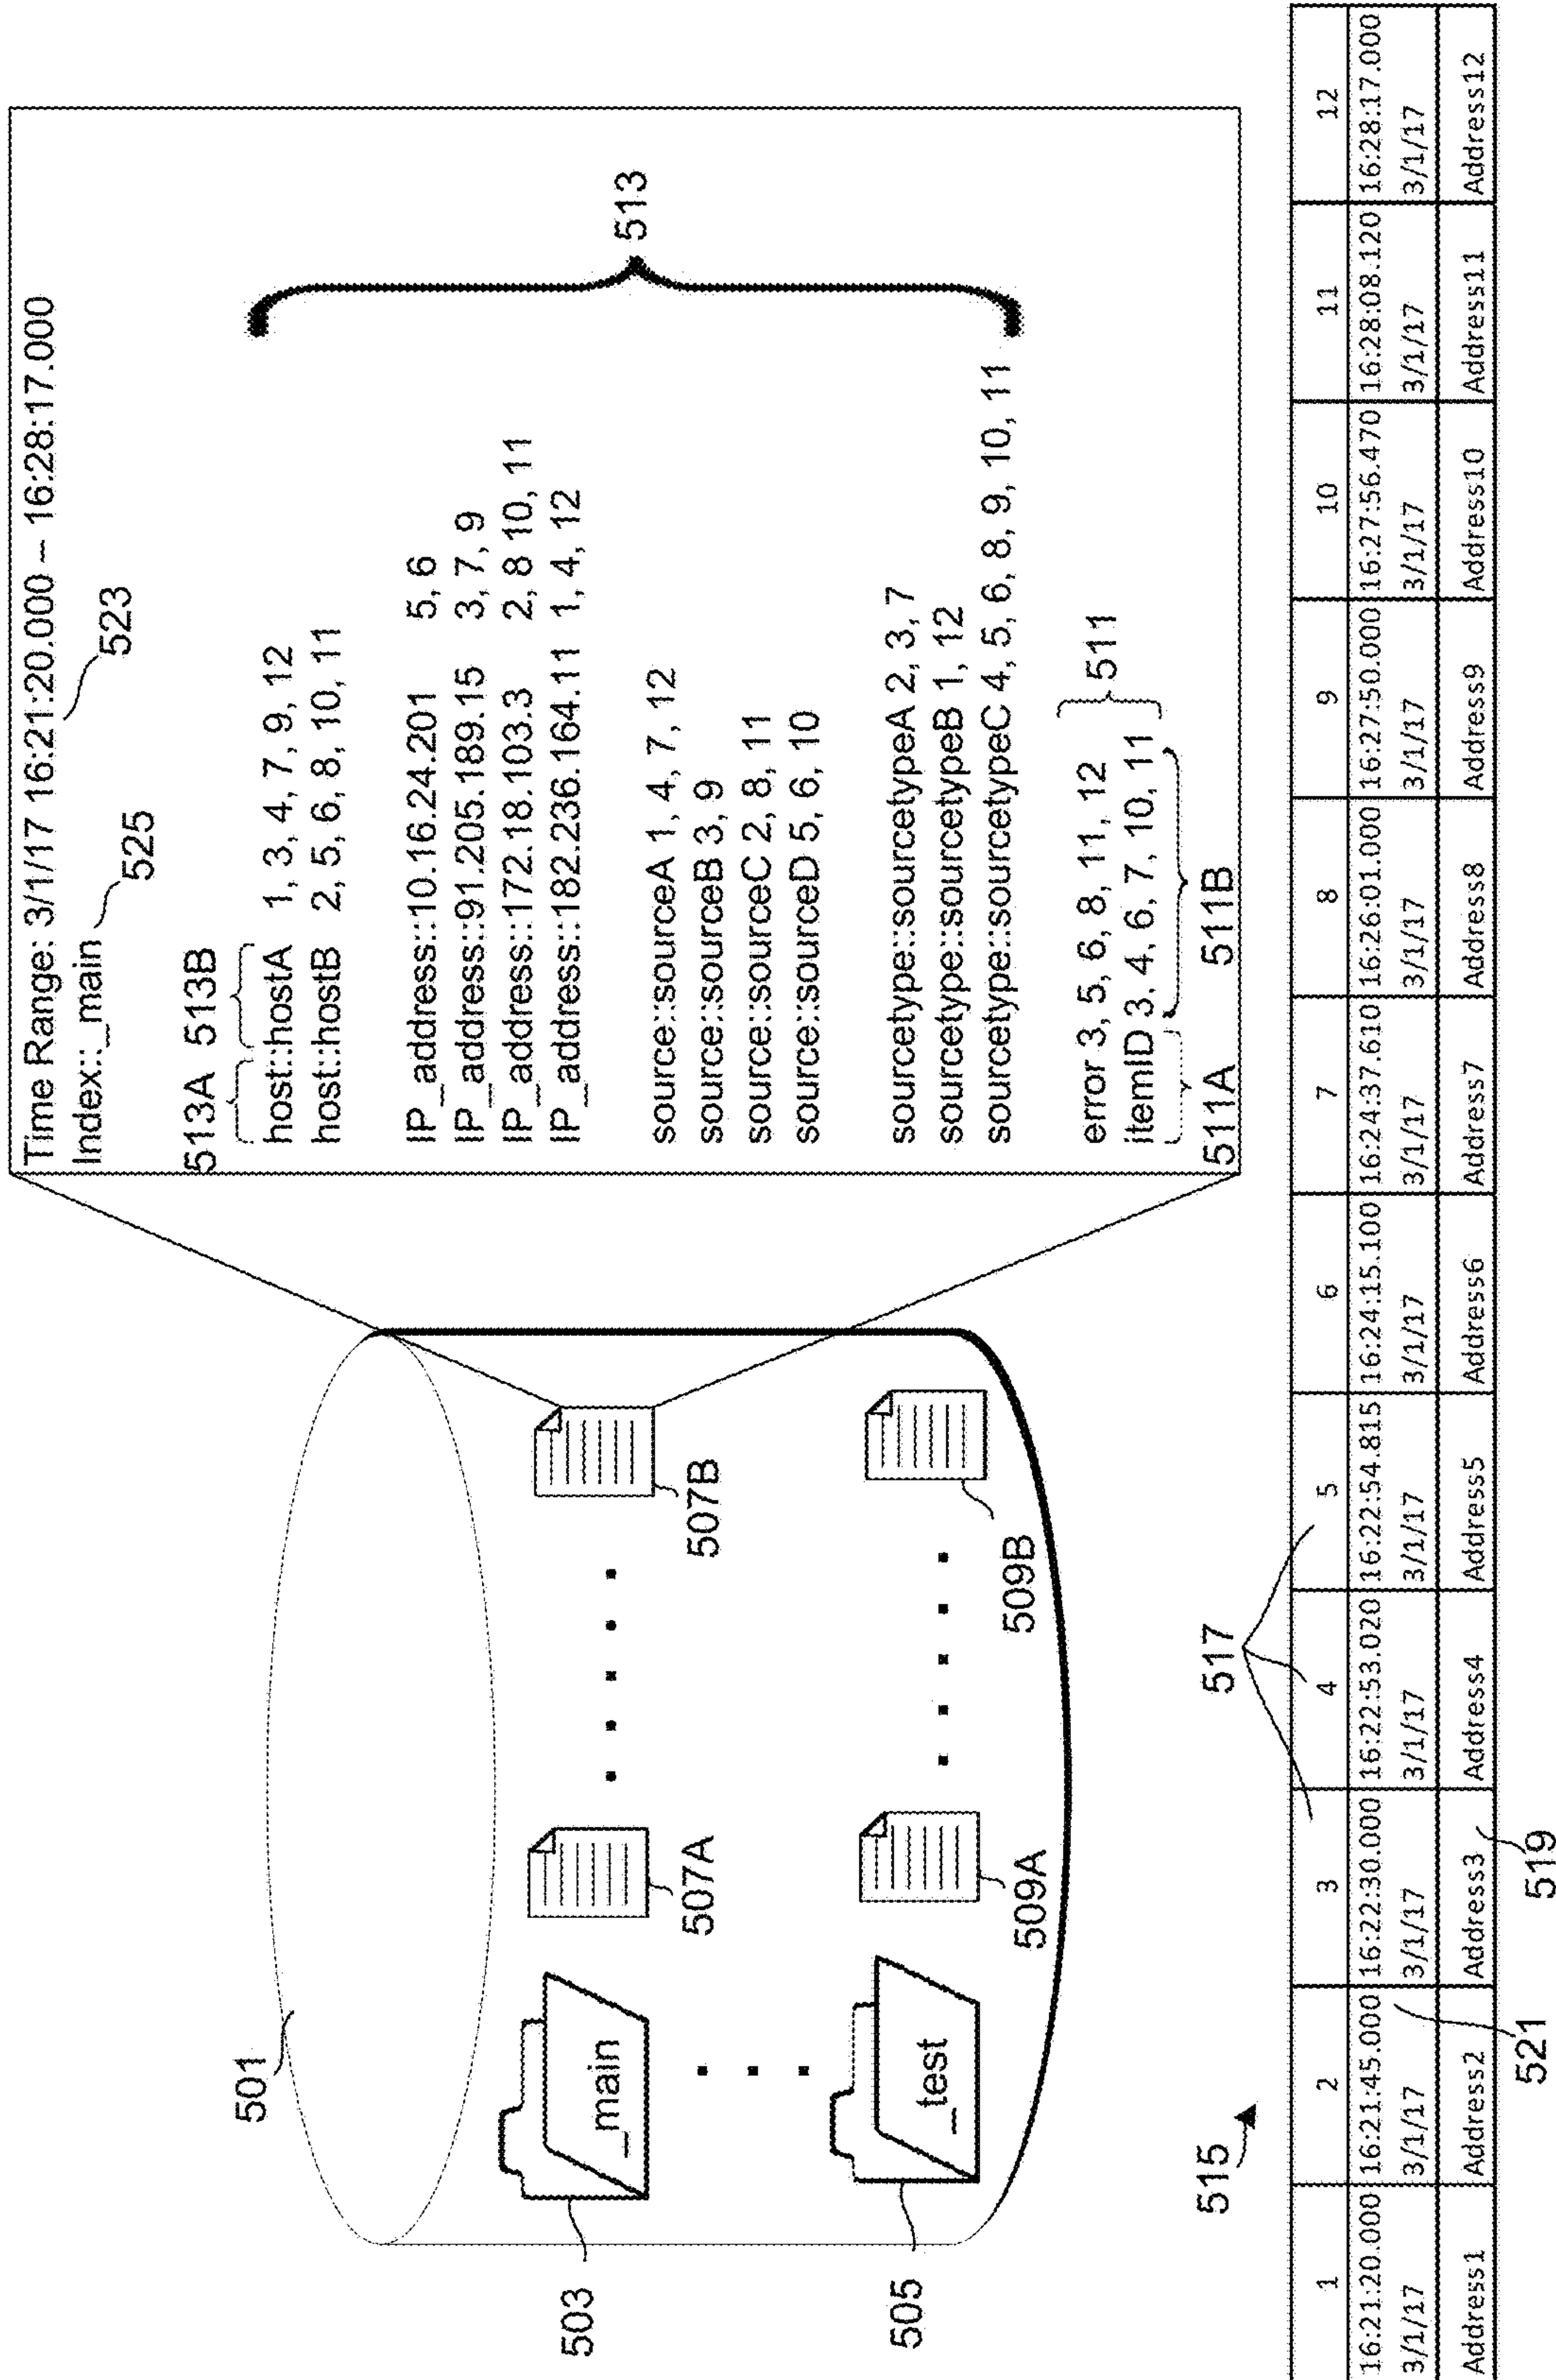 501
503
_main
507A
507B
505
_test
509A
509B
Time Range: 3/1/17 16:21:20.000 – 16:28:17.000
523
Index::_main
525
513A 513B
host::hostA 1, 3, 4, 7, 9, 12
host::hostB 2, 5, 6, 8, 10, 11
IP_address::10.16.24.201 5, 6
IP_address::91.205.189.15 3, 7, 9
IP_address::172.18.103.3 2, 8 10, 11
IP_address::182.236.164.11 1, 4, 12
source::sourceA 1, 4, 7, 12
source::sourceB 3, 9
source::sourceC 2, 8, 11
source::sourceD 5, 6, 10
sourcetype::sourcetypeA 2, 3, 7
sourcetype::sourcetypeB 1, 12
sourcetype::sourcetypeC 4, 5, 6, 8, 9, 10, 11
513
error 3, 5, 6, 8, 11, 12
itemID 3, 4, 6, 7, 10, 11
511
511A 511B
515
517
1 2 3 4 5 6 7 8 9 10 11 12
16:21:20.000 16:21:45.000 16:22:30.000 16:22:53.020 16:22:54.815 16:24:15.100 16:24:37.610 16:26:01.000 16:27:50.000 16:27:56.470 16:28:08.120 16:28:17.000
3/1/17 3/1/17 3/1/17 3/1/17 3/1/17 3/1/17 3/1/17 3/1/17 3/1/17 3/1/17 3/1/17 3/1/17
Address1 Address2 Address3 Address4 Address5 Address6 Address7 Address8 Address9 Address10 Address11 Address12
521
519